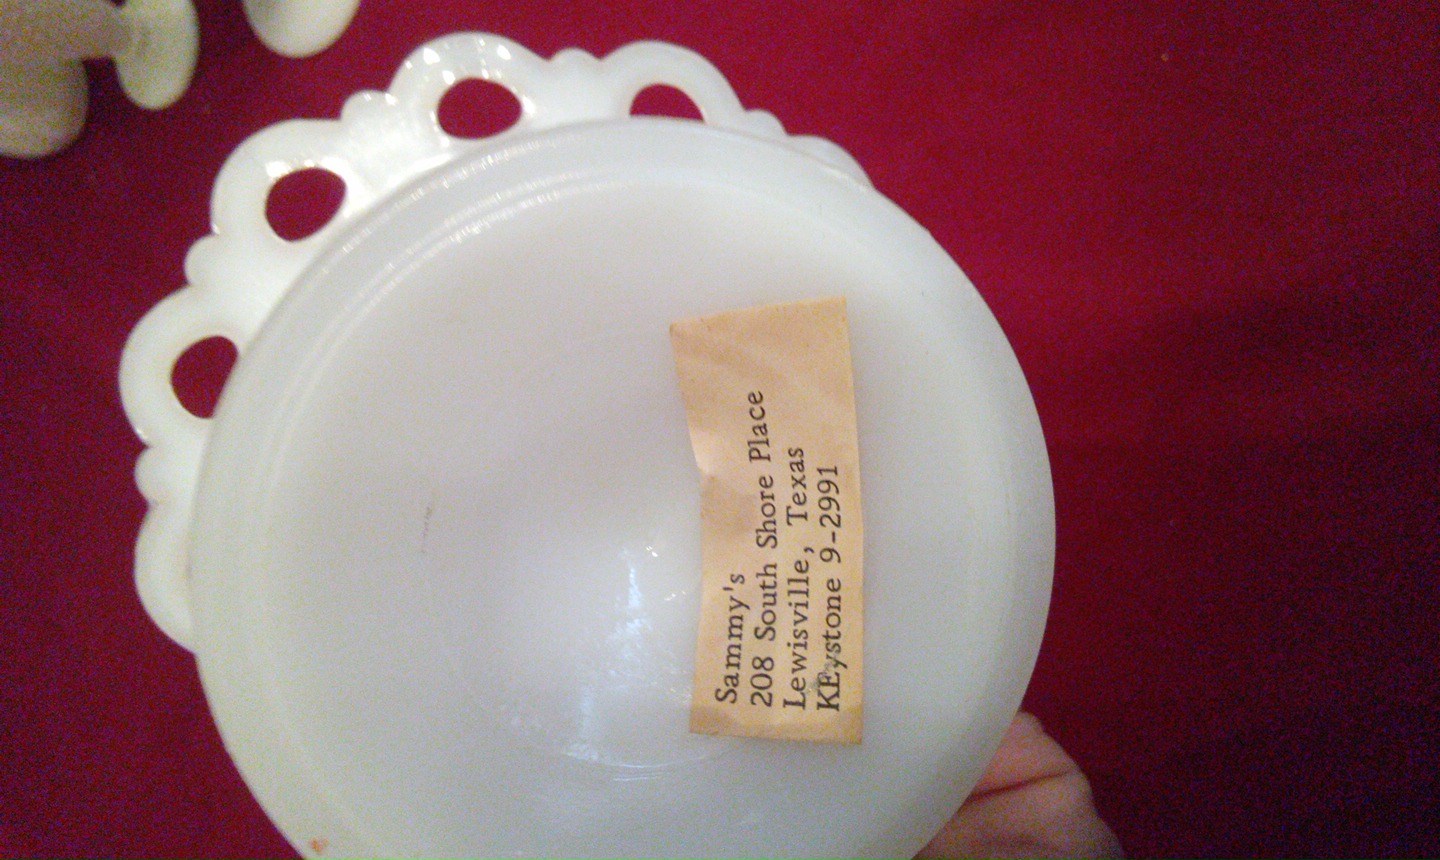 Sammy's
208 South Shore Place
Lewisville, Texas
KEystone 9-2991